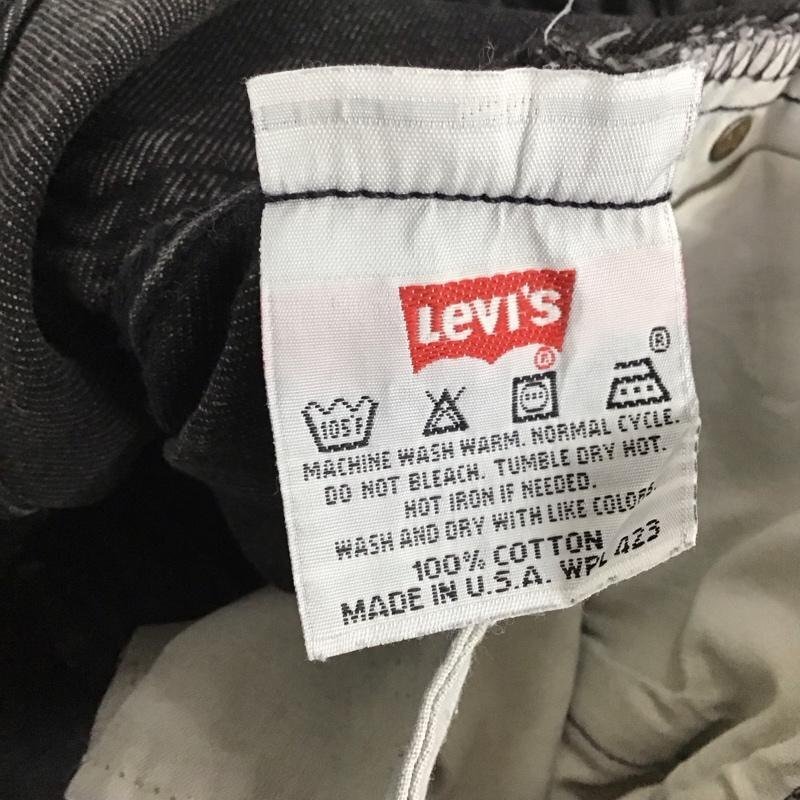 Levi's
®
®
105°F
MACHINE WASH WARM. NORMAL CYCLE.
DO NOT BLEACH. TUMBLE DRY HOT.
HOT IRON IF NEEDED.
WASH AND DRY WITH LIKE COLORS.
100% COTTON
MADE IN U.S.A. WPL 423